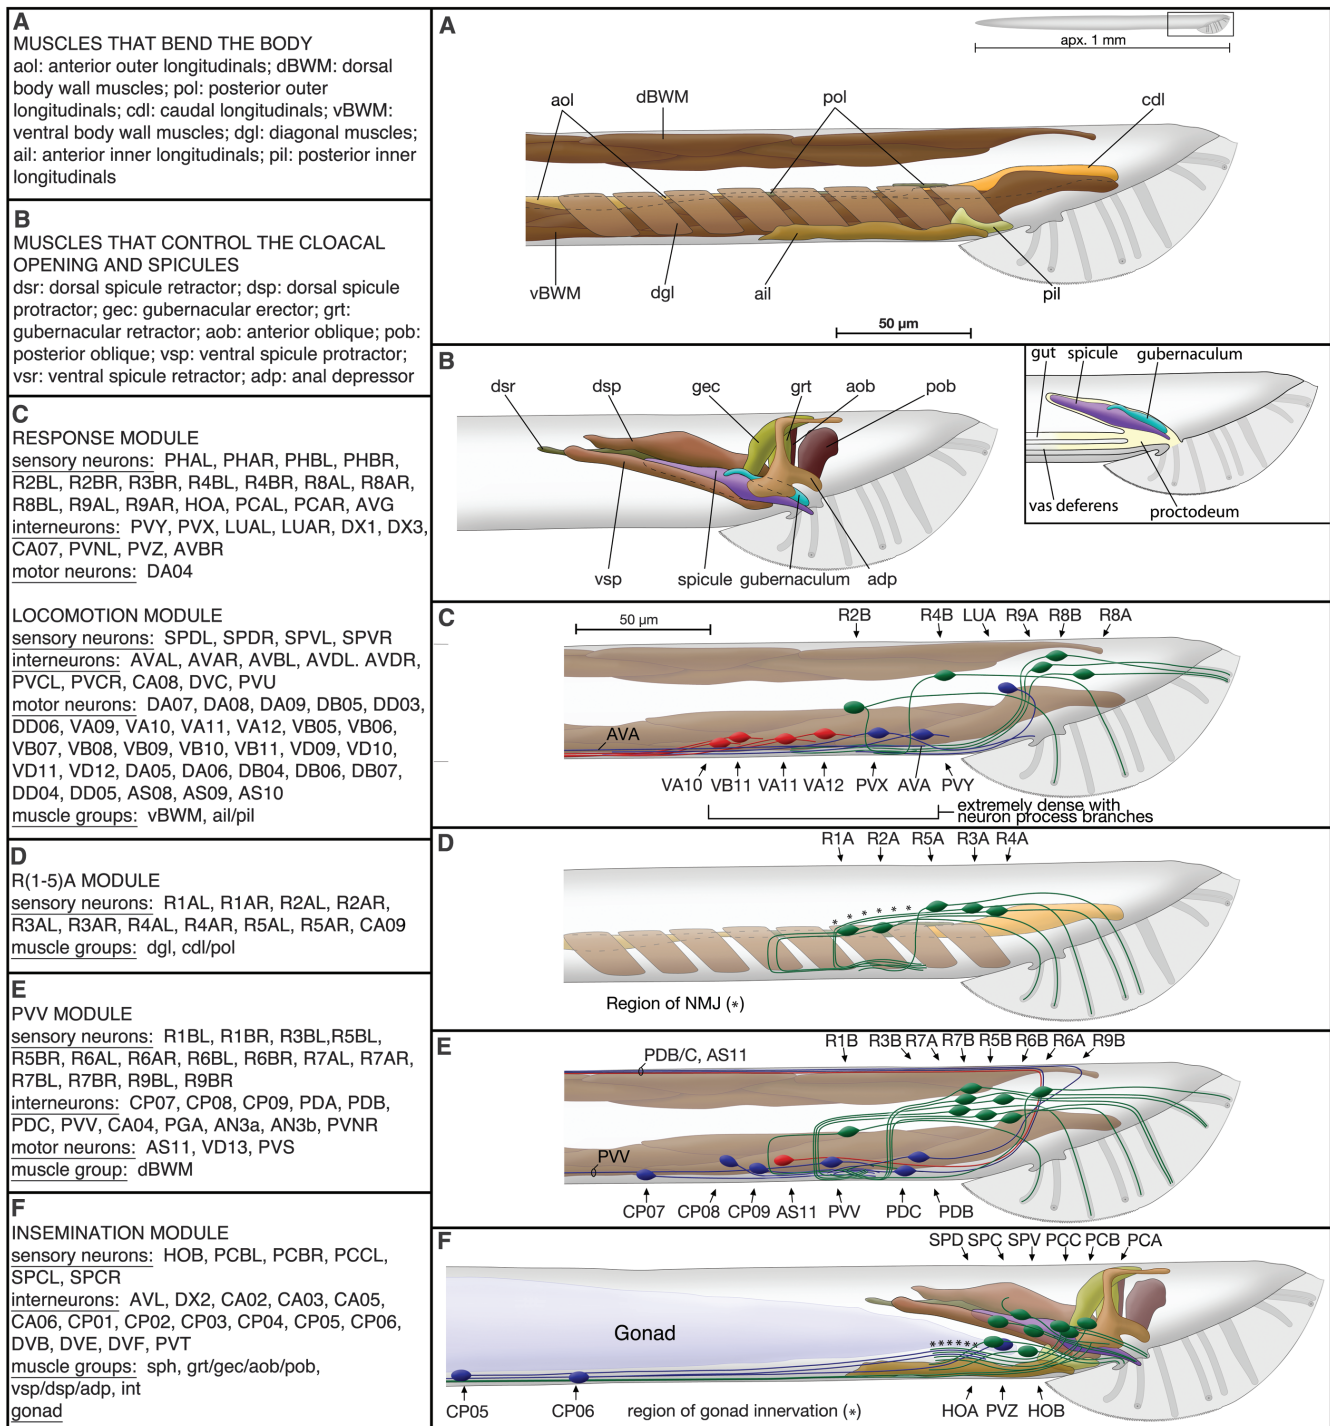 A
MUSCLES THAT BEND THE BODY
aol: anterior outer longitudinals; dBWM: dorsal
body wall muscles; pol: posterior outer
longitudinals; cdl: caudal longitudinals; vBWM:
ventral body wall muscles; dgl: diagonal muscles;
ail: anterior inner longitudinals; pil: posterior inner
longitudinals
B
MUSCLES THAT CONTROL THE CLOACAL
OPENING AND SPICULES
dsr: dorsal spicule retractor; dsp: dorsal spicule
protractor; gec: gubernacular erector; grt:
gubernacular retractor; aob: anterior oblique; pob:
posterior oblique; vsp: ventral spicule protractor;
vsr: ventral spicule retractor; adp: anal depressor
C
RESPONSE MODULE
sensory neurons: PHAL, PHAR, PHBL, PHBR,
R2BL, R2BR, R3BR, R4BL, R4BR, R8AL, R8AR,
R8BL, R9AL, R9AR, HOA, PCAL, PCAR, AVG
interneurons: PVY, PVX, LUAL, LUAR, DX1, DX3,
CA07, PVNL, PVZ, AVBR
motor neurons: DA04
LOCOMOTION MODULE
sensory neurons: SPDL, SPDR, SPVL, SPVR
interneurons: AVAL, AVAR, AVBL, AVDL. AVDR,
PVCL, PVCR, CA08, DVC, PVU
motor neurons: DA07, DA08, DA09, DB05, DD03,
DD06, VA09, VA10, VA11, VA12, VB05, VB06,
VB07, VB08, VB09, VB10, VB11, VD09, VD10,
VD11, VD12, DA05, DA06, DB04, DB06, DB07,
DD04, DD05, AS08, AS09, AS10
muscle groups: vBWM, ail/pil
D
R(1-5)A MODULE
sensory neurons: R1AL, R1AR, R2AL, R2AR,
R3AL, R3AR, R4AL, R4AR, R5AL, R5AR, CA09
muscle groups: dgl, cdl/pol
E
PVV MODULE
sensory neurons: R1BL, R1BR, R3BL,R5BL,
R5BR, R6AL, R6AR, R6BL, R6BR, R7AL, R7AR,
R7BL, R7BR, R9BL, R9BR
interneurons: CP07, CP08, CP09, PDA, PDB,
PDC, PVV, CA04, PGA, AN3a, AN3b, PVNR
motor neurons: AS11, VD13, PVS
muscle group: dBWM
F
INSEMINATION MODULE
sensory neurons: HOB, PCBL, PCBR, PCCL,
SPCL, SPCR
interneurons: AVL, DX2, CA02, CA03, CA05,
CA06, CP01, CP02, CP03, CP04, CP05, CP06,
DVB, DVE, DVF, PVT
muscle groups: sph, grt/gec/aob/pob,
vsp/dsp/adp, int
gonad
A
apx. 1 mm
aol dBWM pol cdl
vBWM dgl ail pil
50 µm
B
dsr dsp gec grt aob pob
vsp spicule gubernaculum adp
gut spicule gubernaculum
vas deferens proctodeum
C
50 µm
R2B R4B LUA R9A R8B R8A
AVA
VA10 VB11 VA11 VA12 PVX AVA PVY
extremely dense with
neuron process branches
D
R1A R2A R5A R3A R4A
* * * * * *
Region of NMJ (*)
E
R1B R3B R7A R7B R5B R6B R6A R9B
PDB/C, AS11
PVV
CP07 CP08 CP09 AS11 PVV PDC PDB
F
SPD SPC SPV PCC PCB PCA
Gonad
******
CP05 CP06 region of gonad innervation (*) HOA PVZ HOB